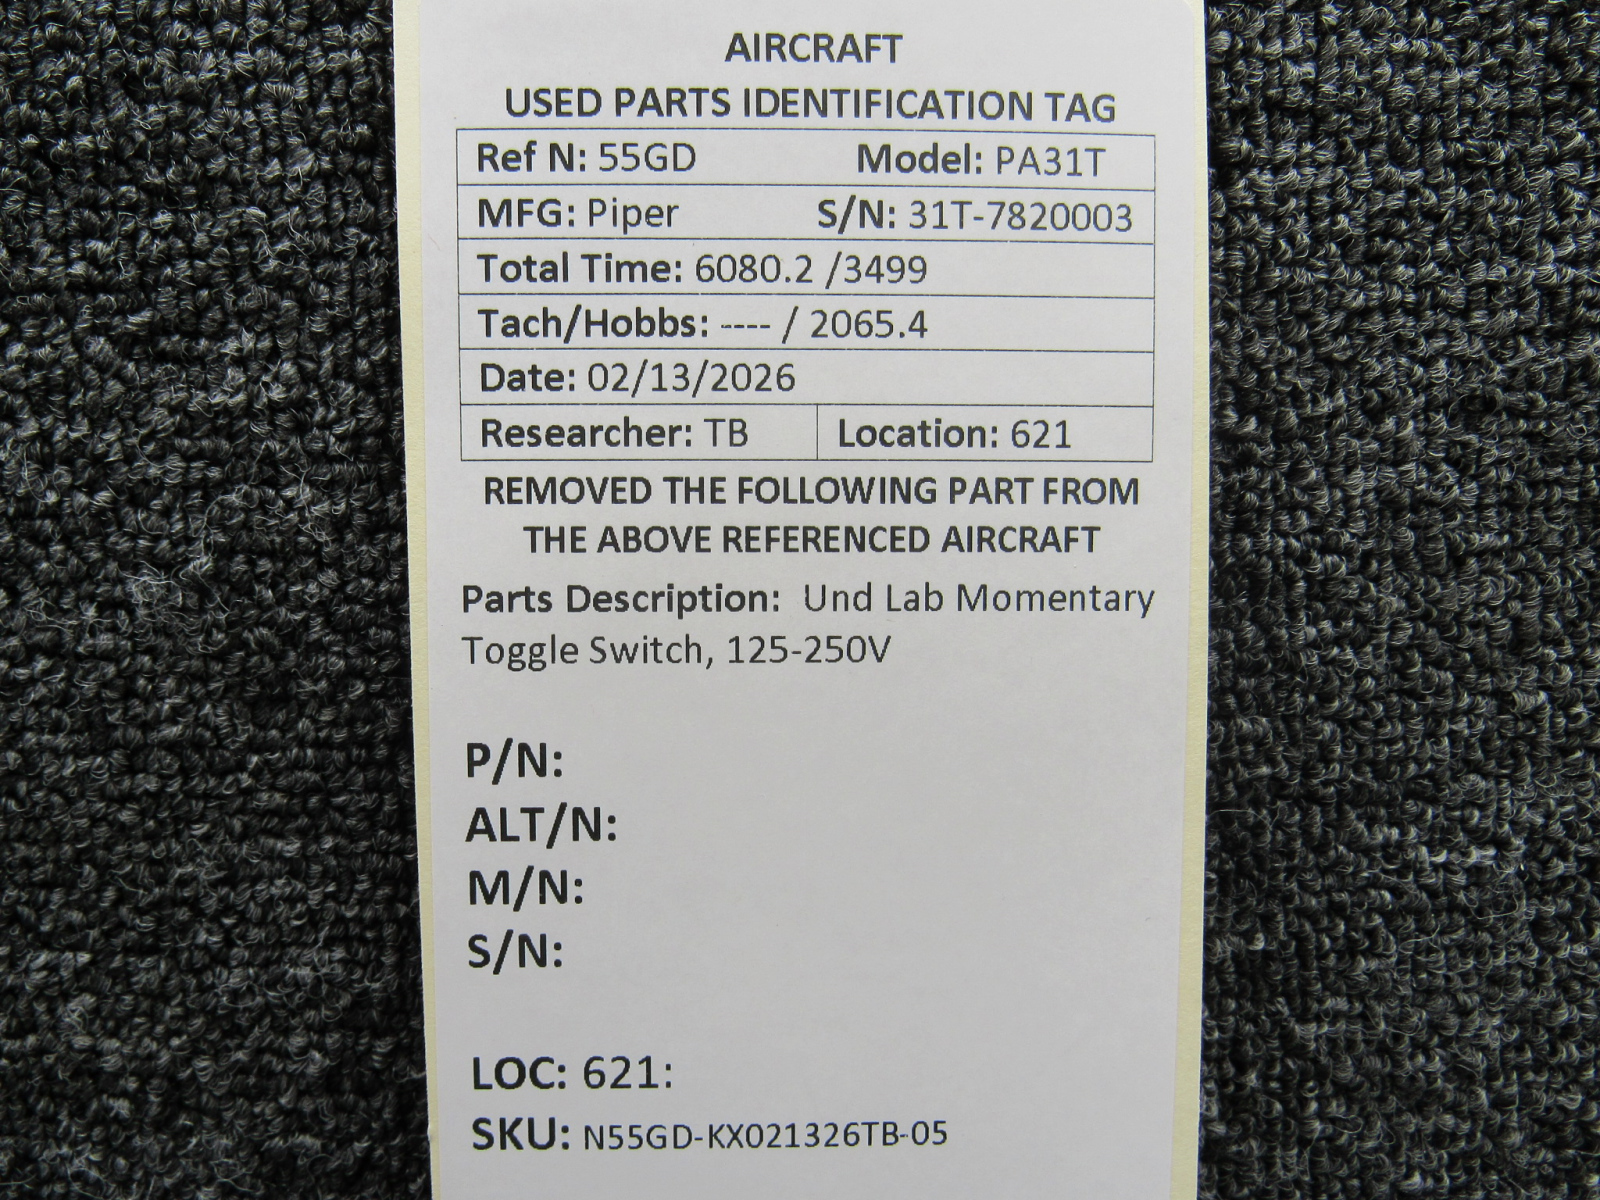 AIRCRAFT
USED PARTS IDENTIFICATION TAG
Ref N: 55GD Model: PA31T
MFG: Piper S/N: 31T-7820003
Total Time: 6080.2 /3499
Tach/Hobbs: ---- / 2065.4
Date: 02/13/2026
Researcher: TB Location: 621
REMOVED THE FOLLOWING PART FROM
THE ABOVE REFERENCED AIRCRAFT
Parts Description: Und Lab Momentary
Toggle Switch, 125-250V
P/N:
ALT/N:
M/N:
S/N:
LOC: 621:
SKU: N55GD-KX021326TB-05